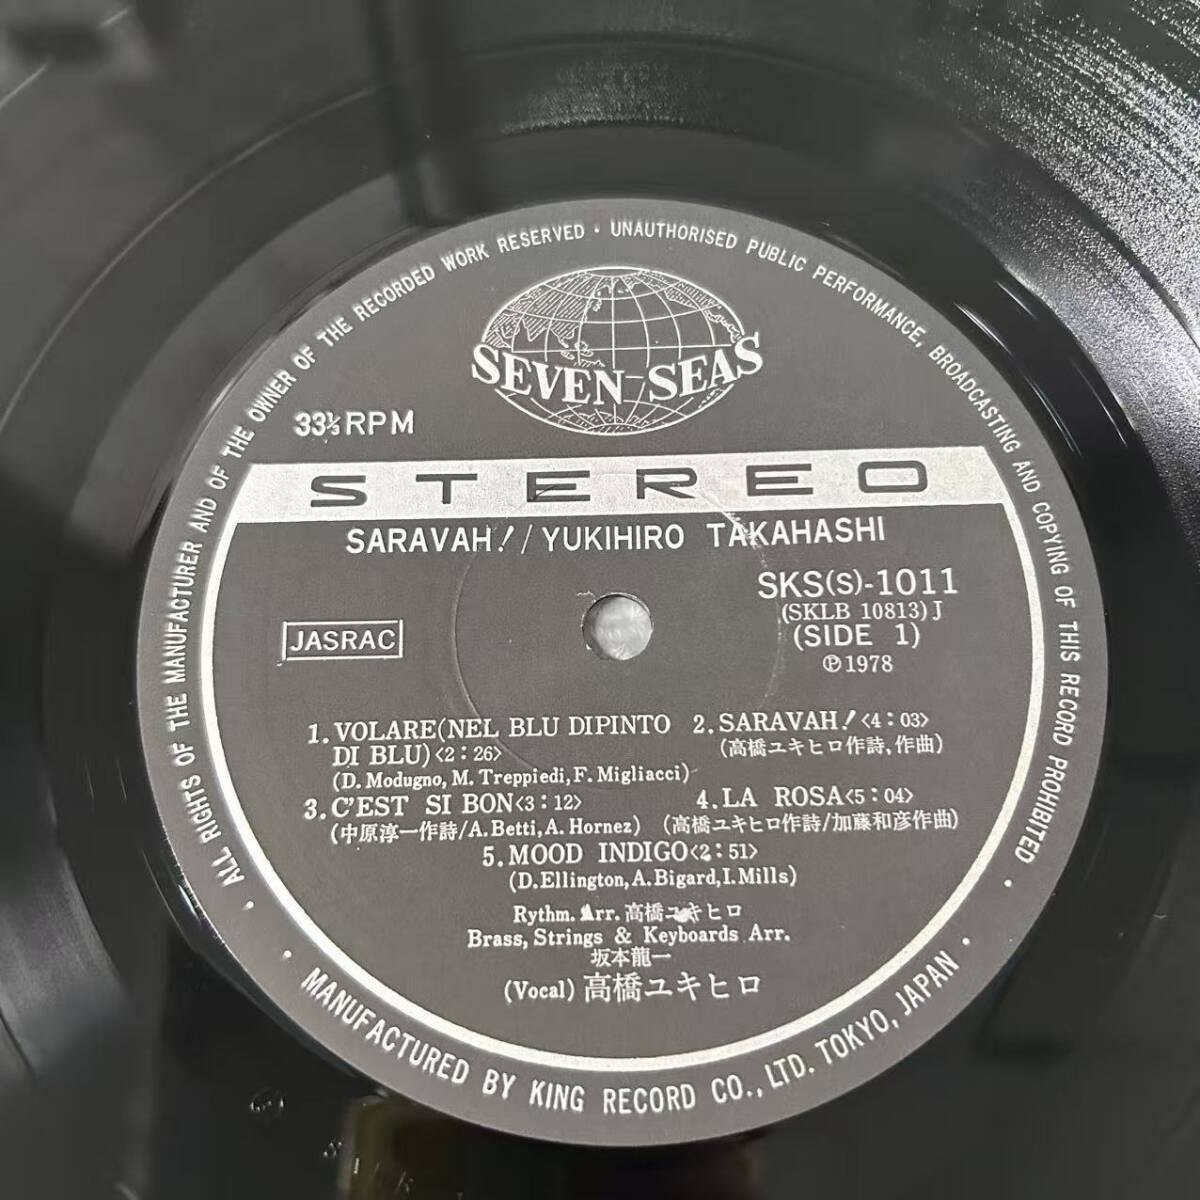 ALL RIGHTS OF THE MANUFACTURER AND OF THE OWNER OF THE RECORDED WORK RESERVED · UNAUTHORISED PUBLIC PERFORMANCE, BROADCASTING AND COPYING OF THIS RECORD PROHIBITED ·
SEVEN SEAS
33⅓RPM
STEREO
SARAVAH!/YUKIHIRO TAKAHASHI
SKS(S)-1011
(SKLB 10813)J
JASRAC
(SIDE 1)
℗1978
1. VOLARE(NEL BLU DIPINTO
DI BLU)<2:26>
(D. Modugno, M. Treppiedi, F. Migliacci)
2. SARAVAH!<4:03>
(高橋ユキヒロ作詩,作曲)
3. C'EST SI BON<3:12>
(中原淳一作詩/A. Betti, A. Hornez)
4. LA ROSA<5:04>
(高橋ユキヒロ作詩/加藤和彦作曲)
5. MOOD INDIGO<2:51>
(D. Ellington, A. Bigard, I. Mills)
Rythm. Arr. 高橋ユキヒロ
Brass, Strings & Keyboards Arr.
坂本龍一
(Vocal) 高橋ユキヒロ
· MANUFACTURED BY KING RECORD CO., LTD. TOKYO, JAPAN ·